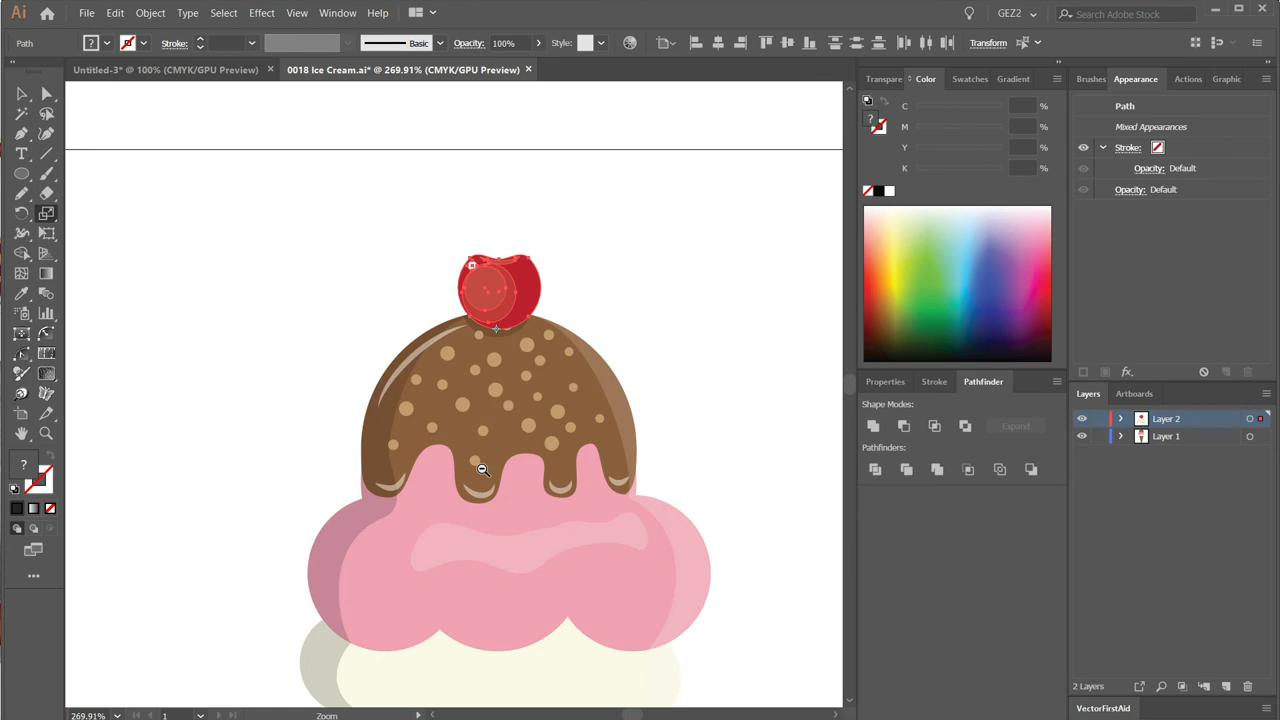 Ai File Edit Object Type Select Effect View Window Help GEZ2 Search Adobe Stock
Path ? Stroke: Basic Opacity: 100% Style: Transform
Untitled-3* @ 100% (CMYK/GPU Preview) 0018 Ice Cream.ai* @ 269.91% (CMYK/GPU Preview)
Transpare Color Swatches Gradient Brushes Appearance Actions Graphic
C %
M %
Y %
K %
?
Path
Mixed Appearances
Stroke:
Opacity: Default
Opacity: Default
Properties Stroke Pathfinder
Shape Modes:
Expand
Pathfinders:
Layers Artboards
Layer 2
Layer 1
2 Layers
VectorFirstAid
?
269.91% 1 Zoom